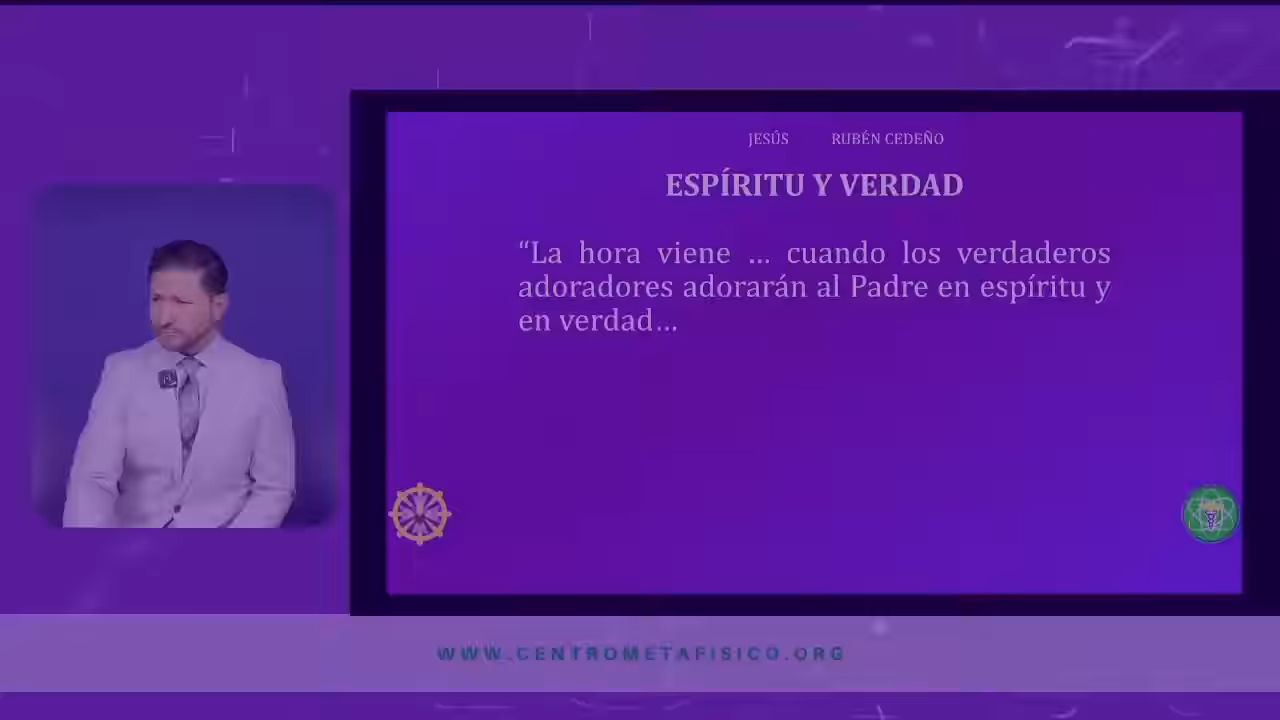 JESÚS RUBÉN CEDEÑO
ESPÍRITU Y VERDAD
“La hora viene … cuando los verdaderos
adoradores adorarán al Padre en espíritu y
en verdad…
WWW.CENTROMETAFISICO.ORG